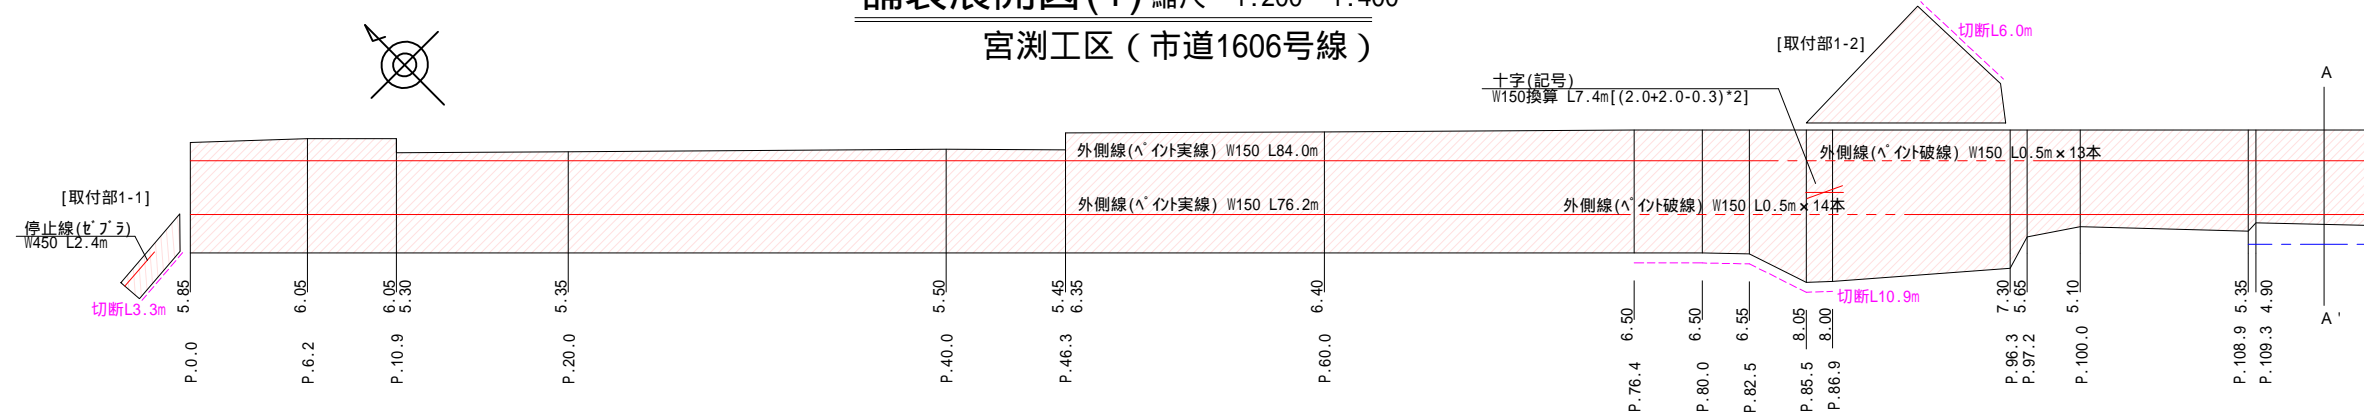 舗装展開図(1) 縮尺 1:200 1:400
宮渕工区（市道1606号線）
[取付部1-2]
切断L6.0m
十字(記号)
W150換算 L7.4m[(2.0+2.0-0.3)*2]
A
外側線(ﾍﾟｲﾝﾄ実線) W150 L84.0m
外側線(ﾍﾟｲﾝﾄ破線) W150 L0.5m×13本
[取付部1-1]
外側線(ﾍﾟｲﾝﾄ実線) W150 L76.2m
外側線(ﾍﾟｲﾝﾄ破線) W150 L0.5m×14本
停止線(ｾﾞﾌﾞﾗ)
W450 L2.4m
切断L3.3m
切断L10.9m
A'
5.85
6.05
6.05
5.30
5.35
5.50
5.45
6.35
6.40
6.50
6.50
6.55
8.05
8.00
7.30
5.65
5.10
5.35
4.90
P.0.0
P.6.2
P.10.9
P.20.0
P.40.0
P.46.3
P.60.0
P.76.4
P.80.0
P.82.5
P.85.5
P.86.9
P.96.3
P.97.2
P.100.0
P.108.9
P.109.3